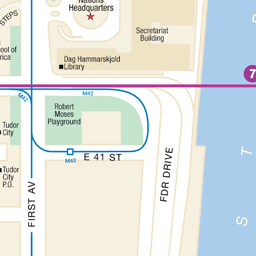 Nations
Headquarters
STEPS
Secretariat
Building
ool of
rica
Dag Hammarskjold
Library
7
M42
M42
Robert
Moses
Playground
Tudor
City
M42
E 41 ST
Tudor
City
P.O.
FIRST AV
FDR DRIVE
S T